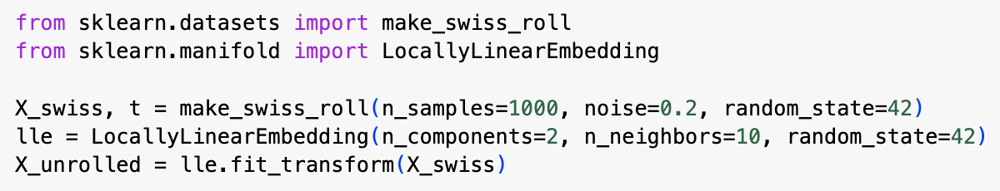 from sklearn.datasets import make_swiss_roll
from sklearn.manifold import LocallyLinearEmbedding

X_swiss, t = make_swiss_roll(n_samples=1000, noise=0.2, random_state=42)
lle = LocallyLinearEmbedding(n_components=2, n_neighbors=10, random_state=42)
X_unrolled = lle.fit_transform(X_swiss)